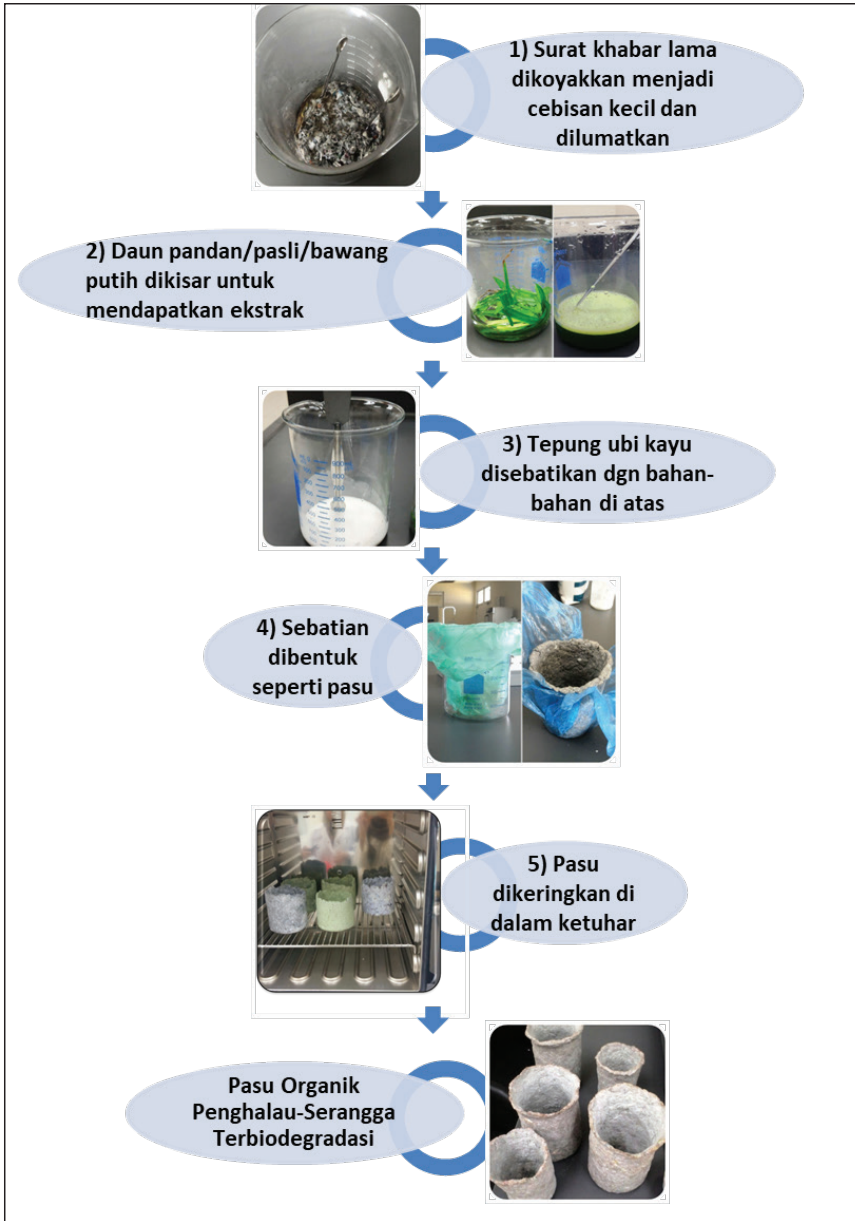 1) Surat khabar lama
dikoyakkan menjadi
cebisan kecil dan
dilumatkan
2) Daun pandan/pasli/bawang
putih dikisar untuk
mendapatkan ekstrak
3) Tepung ubi kayu
disebatikan dgn bahan-
bahan di atas
4) Sebatian
dibentuk
seperti pasu
5) Pasu
dikeringkan di
dalam ketuhar
Pasu Organik
Penghalau-Serangga
Terbiodegradasi